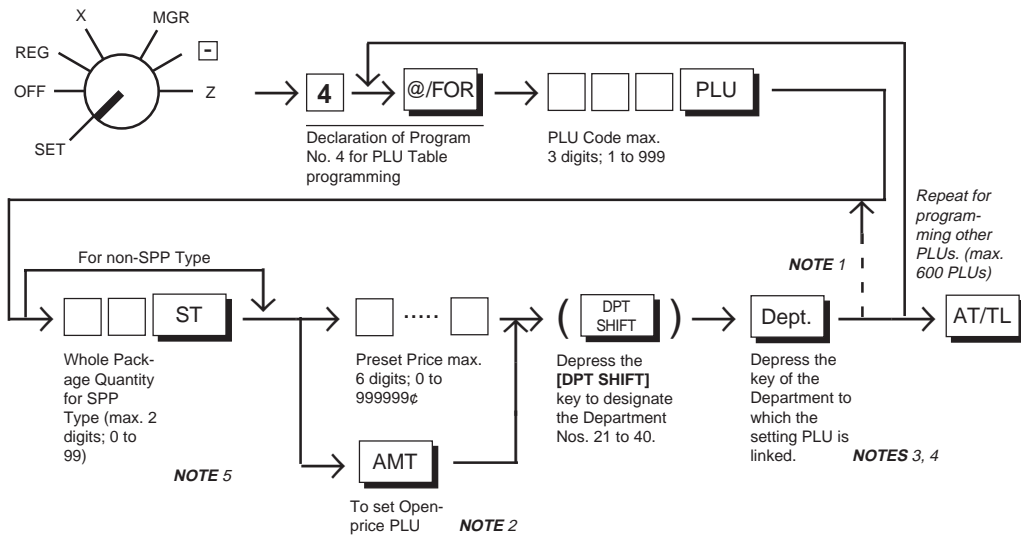 X
MGR
REG
-
OFF
Z
SET
4
@/FOR
PLU
Declaration of Program
No. 4 for PLU Table
programming
PLU Code max.
3 digits; 1 to 999
Repeat for
program-
ming other
PLUs. (max.
600 PLUs)
For non-SPP Type
NOTE 1
ST
.....
( DPT
SHIFT )
Dept.
AT/TL
Whole Pack-
age Quantity
for SPP
Type (max. 2
digits; 0 to
99)
NOTE 5
Preset Price max.
6 digits; 0 to
999999¢
AMT
To set Open-
price PLU
NOTE 2
Depress the
[DPT SHIFT]
key to designate
the Department
Nos. 21 to 40.
Depress the
key of the
Department to
which the
setting PLU is
linked.
NOTES 3, 4